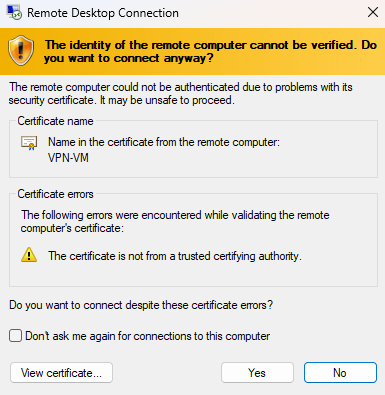 Remote Desktop Connection
The identity of the remote computer cannot be verified. Do
you want to connect anyway?
The remote computer could not be authenticated due to problems with its
security certificate. It may be unsafe to proceed.
Certificate name
Name in the certificate from the remote computer:
VPN-VM
Certificate errors
The following errors were encountered while validating the remote
computer's certificate:
The certificate is not from a trusted certifying authority.
Do you want to connect despite these certificate errors?
Don't ask me again for connections to this computer
View certificate...
Yes
No